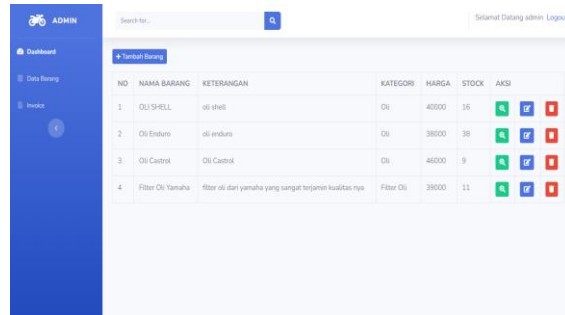 ADMIN
Search for...
Selamat Datang admin Logou
Dashboard
Data Barang
Invoice
+ Tambah Barang
NO NAMA BARANG KETERANGAN KATEGORI HARGA STOCK AKSI
1 OLI SHELL oli shell Oli 40000 16
2 Oli Enduro oli enduro Oli 38000 38
3 Oli Castrol Oli Castrol Oli 46000 9
4 Filter Oli Yamaha filter oli dari yamaha yang sangat terjamin kualitas nya Filter Oli 39000 11